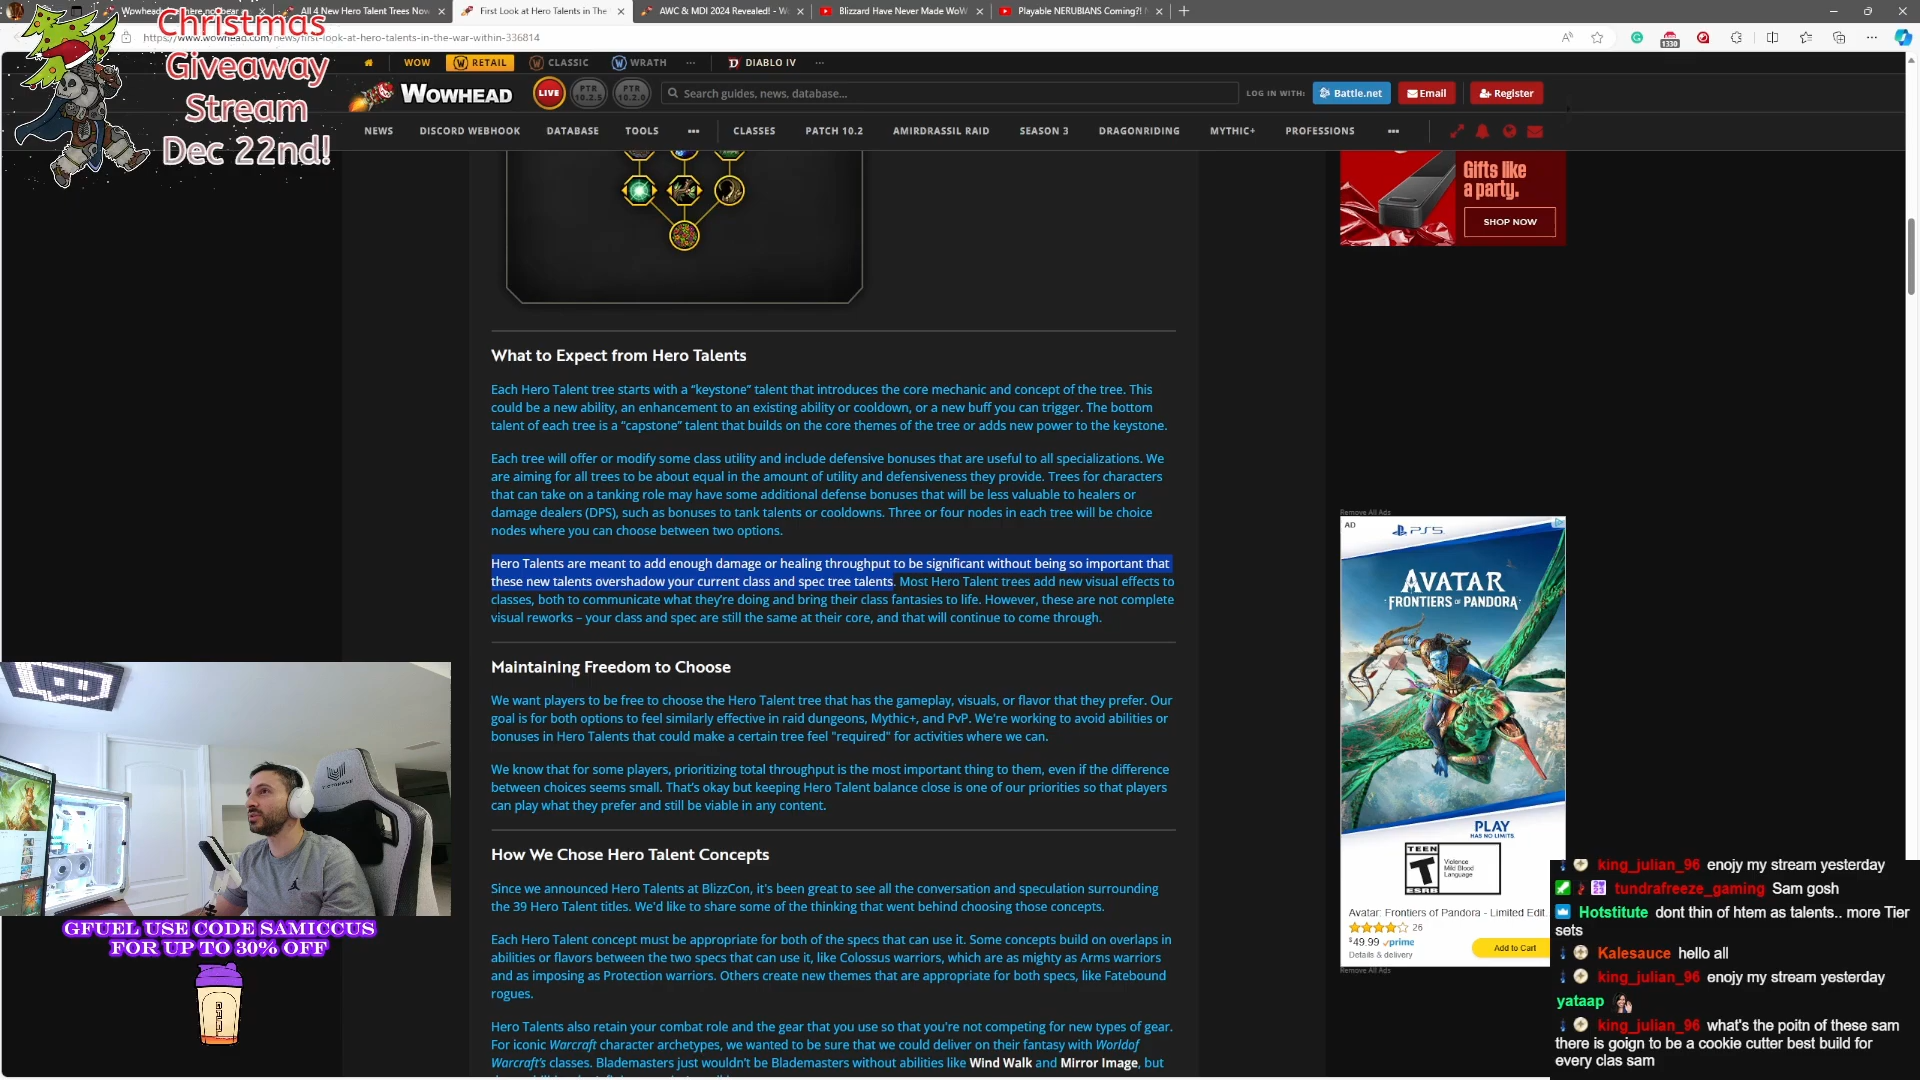 Wowhead
here no bear
All 4 New Hero Talent Trees Now
First Look at Hero Talents in The
AWC & MDI 2024 Revealed! - W
Blizzard Have Never Made WoW
Playable NERUBIANS Coming?!
https://www.wowhead.com/news/first-look-at-hero-talents-in-the-war-within-336814
1330
Christmas
Giveaway
Stream
Dec 22nd!
WOW
RETAIL
CLASSIC
WRATH
DIABLO IV
WOWHEAD
LIVE
PTR
10.2.5
PTR
10.2.0
Search guides, news, database...
LOG IN WITH:
Battle.net
Email
Register
NEWS
DISCORD WEBHOOK
DATABASE
TOOLS
CLASSES
PATCH 10.2
AMIRDRASSIL RAID
SEASON 3
DRAGONRIDING
MYTHIC+
PROFESSIONS
Gifts like
a party.
SHOP NOW
What to Expect from Hero Talents
Each Hero Talent tree starts with a “keystone” talent that introduces the core mechanic and concept of the tree. This
could be a new ability, an enhancement to an existing ability or cooldown, or a new buff you can trigger. The bottom
talent of each tree is a “capstone” talent that builds on the core themes of the tree or adds new power to the keystone.
Each tree will offer or modify some class utility and include defensive bonuses that are useful to all specializations. We
are aiming for all trees to be about equal in the amount of utility and defensiveness they provide. Trees for characters
that can take on a tanking role may have some additional defense bonuses that will be less valuable to healers or
damage dealers (DPS), such as bonuses to tank talents or cooldowns. Three or four nodes in each tree will be choice
nodes where you can choose between two options.
Hero Talents are meant to add enough damage or healing throughput to be significant without being so important that
these new talents overshadow your current class and spec tree talents. Most Hero Talent trees add new visual effects to
classes, both to communicate what they’re doing and bring their class fantasies to life. However, these are not complete
visual reworks – your class and spec are still the same at their core, and that will continue to come through.
Maintaining Freedom to Choose
We want players to be free to choose the Hero Talent tree that has the gameplay, visuals, or flavor that they prefer. Our
goal is for both options to feel similarly effective in raid dungeons, Mythic+, and PvP. We're working to avoid abilities or
bonuses in Hero Talents that could make a certain tree feel "required" for activities where we can.
We know that for some players, prioritizing total throughput is the most important thing to them, even if the difference
between choices seems small. That’s okay but keeping Hero Talent balance close is one of our priorities so that players
can play what they prefer and still be viable in any content.
How We Chose Hero Talent Concepts
Since we announced Hero Talents at BlizzCon, it's been great to see all the conversation and speculation surrounding
the 39 Hero Talent titles. We'd like to share some of the thinking that went behind choosing those concepts.
Each Hero Talent concept must be appropriate for both of the specs that can use it. Some concepts build on overlaps in
abilities or flavors between the two specs that can use it, like Colossus warriors, which are as mighty as Arms warriors
and as imposing as Protection warriors. Others create new themes that are appropriate for both specs, like Fatebound
rogues.
Hero Talents also retain your combat role and the gear that you use so that you're not competing for new types of gear.
For iconic Warcraft character archetypes, we wanted to be sure that we could deliver on their fantasy with World of
Warcraft’s classes. Blademasters just wouldn’t be Blademasters without abilities like Wind Walk and Mirror Image, but
Remove All Ads
AD
PS5
AVATAR
FRONTIERS OF PANDORA
PLAY
HAS NO LIMITS
TEEN
T
ESRB
Violence
Mild Blood
Language
Avatar: Frontiers of Pandora - Limited Edit.
26
$49.99 prime
Details & delivery
Add to Cart
Remove All Ads
GFUEL USE CODE SAMICCUS
FOR UP TO 30% OFF
king_julian_96 enojy my stream yesterday
tundrafreeze_gaming Sam gosh
Hotstitute dont thin of htem as talents.. more Tier
sets
Kalesauce hello all
king_julian_96 enojy my stream yesterday
yataap
king_julian_96 what's the poitn of these sam
there is goign to be a cookie cutter best build for
every clas sam